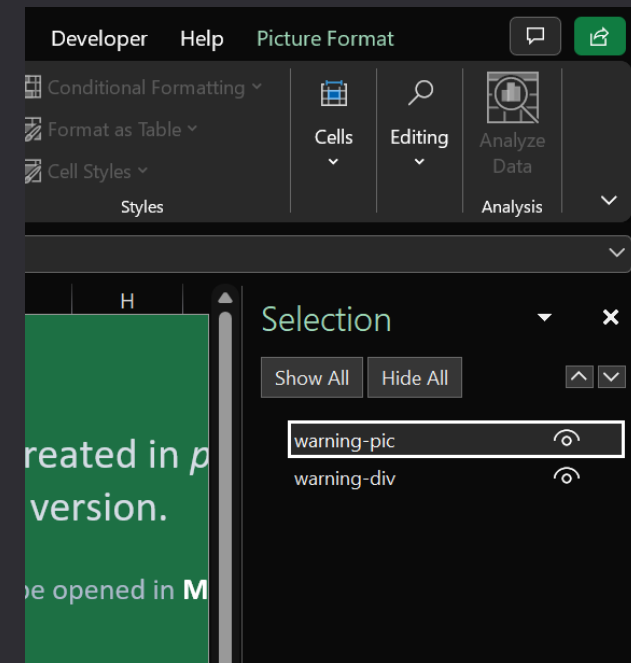 Developer Help Picture Format
Conditional Formatting
Format as Table
Cell Styles
Styles
Cells
Editing
Analyze
Data
Analysis
H
reated in
version.
be opened in M
Selection
Show All Hide All
warning-pic
warning-div